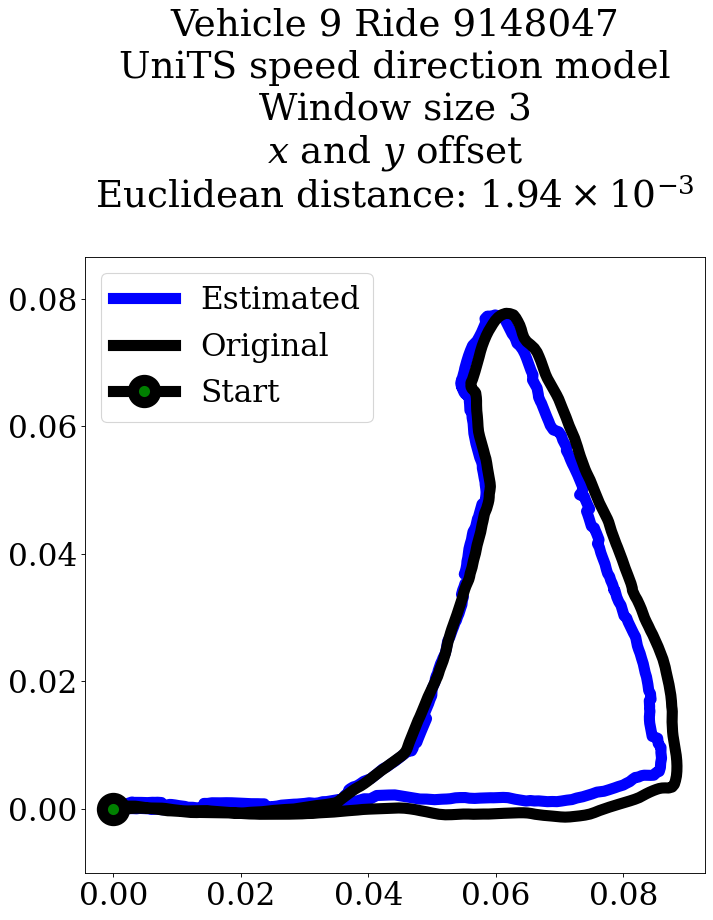 Vehicle 9 Ride 9148047
UniTS speed direction model
Window size 3
x and y offset
Euclidean distance: 1.94 × 10⁻³
Estimated
Original
Start
0.08
0.06
0.04
0.02
0.00
0.00 0.02 0.04 0.06 0.08